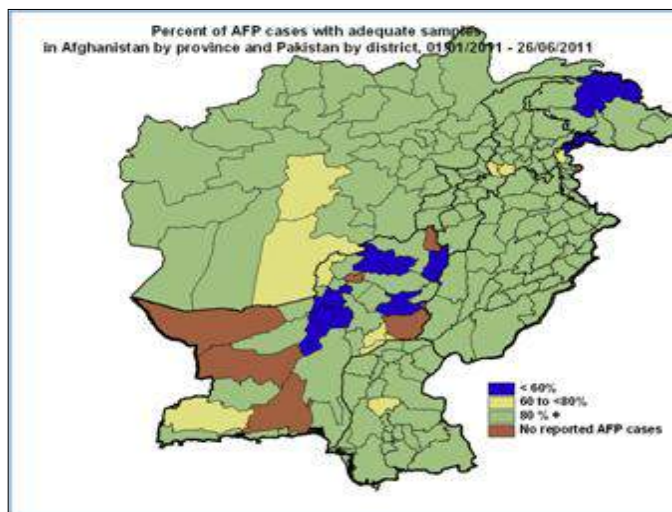 Percent of AFP cases with adequate samples
in Afghanistan by province and Pakistan by district, 01/01/2011 - 26/06/2011
< 60%
60 to <80%
80 % +
No reported AFP cases